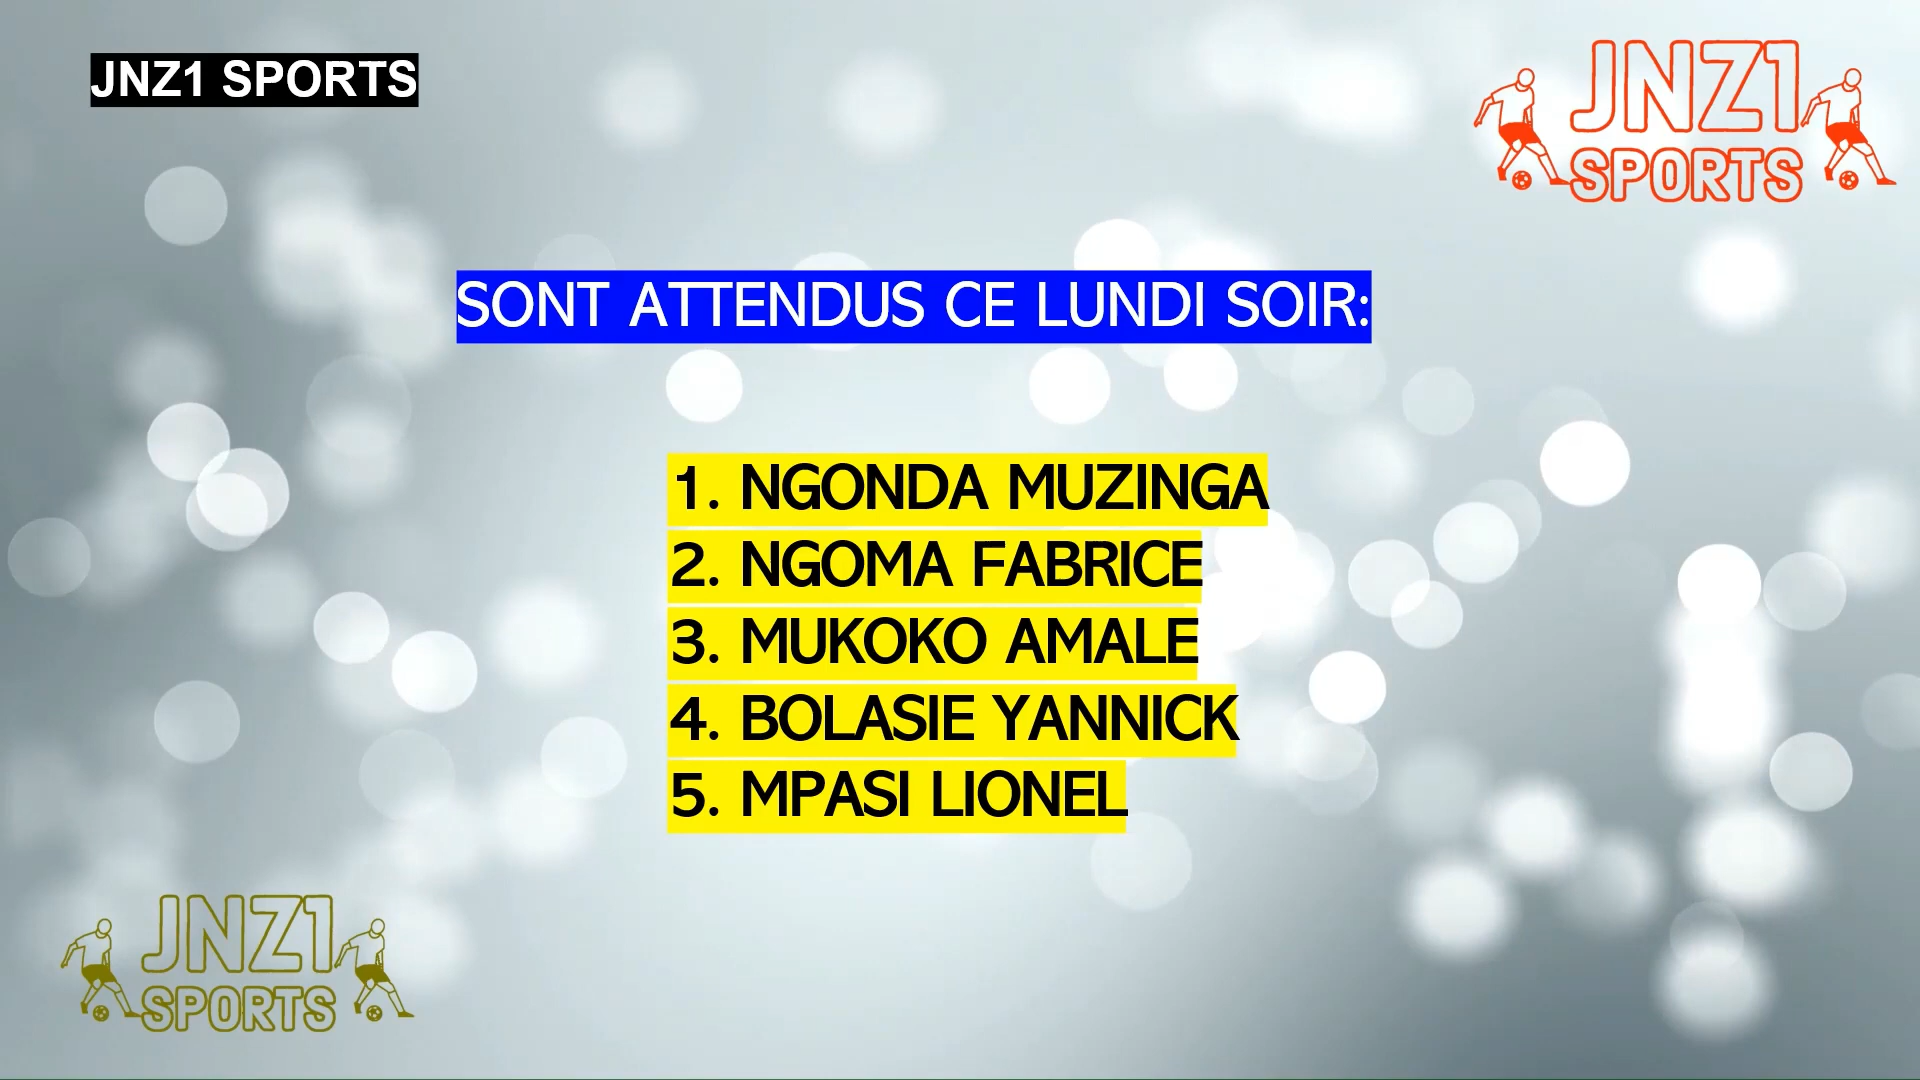 JNZ1 SPORTS
JNZ1
SPORTS
SONT ATTENDUS CE LUNDI SOIR:
1. NGONDA MUZINGA
2. NGOMA FABRICE
3. MUKOKO AMALE
4. BOLASIE YANNICK
5. MPASI LIONEL
JNZ1
SPORTS